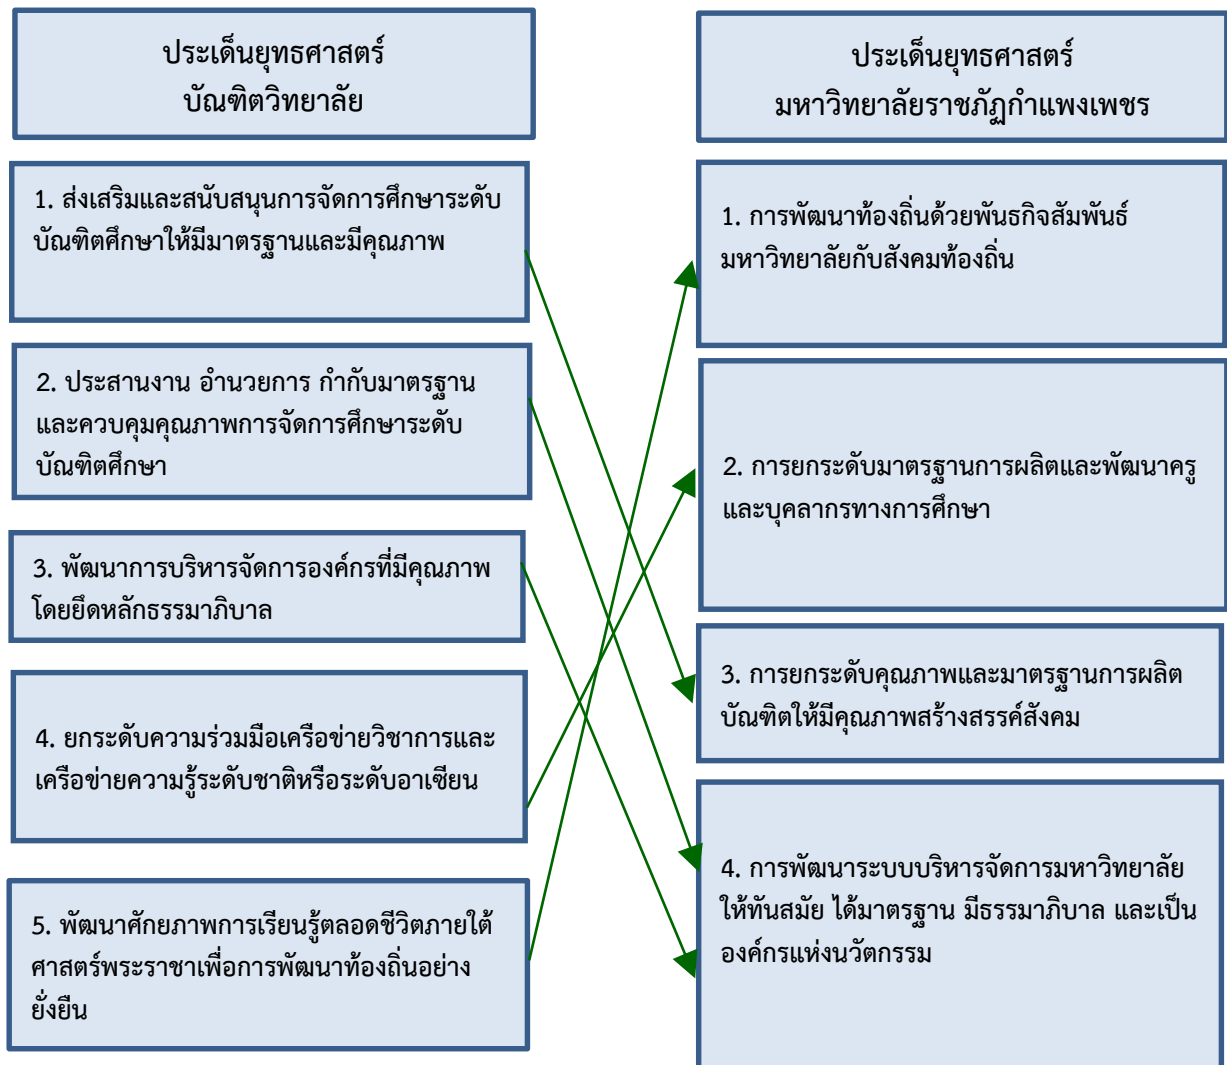 ประเด็นยุทธศาสตร์
บัณฑิตวิทยาลัย
1. ส่งเสริมและสนับสนุนการจัดการศึกษาระดับ
บัณฑิตศึกษาให้มีมาตรฐานและมีคุณภาพ
2. ประสานงาน อำนวยการ กำกับมาตรฐาน
และควบคุมคุณภาพการจัดการศึกษาระดับ
บัณฑิตศึกษา
3. พัฒนาการบริหารจัดการองค์กรที่มีคุณภาพ
โดยยึดหลักธรรมาภิบาล
4. ยกระดับความร่วมมือเครือข่ายวิชาการและ
เครือข่ายความรู้ระดับชาติหรือระดับอาเซียน
5. พัฒนาศักยภาพการเรียนรู้ตลอดชีวิตภายใต้
ศาสตร์พระราชาเพื่อการพัฒนาท้องถิ่นอย่าง
ยั่งยืน
ประเด็นยุทธศาสตร์
มหาวิทยาลัยราชภัฏกำแพงเพชร
1. การพัฒนาท้องถิ่นด้วยพันธกิจสัมพันธ์
มหาวิทยาลัยกับสังคมท้องถิ่น
2. การยกระดับมาตรฐานการผลิตและพัฒนาครู
และบุคลากรทางการศึกษา
3. การยกระดับคุณภาพและมาตรฐานการผลิต
บัณฑิตให้มีคุณภาพสร้างสรรค์สังคม
4. การพัฒนาระบบบริหารจัดการมหาวิทยาลัย
ให้ทันสมัย ได้มาตรฐาน มีธรรมาภิบาล และเป็น
องค์กรแห่งนวัตกรรม